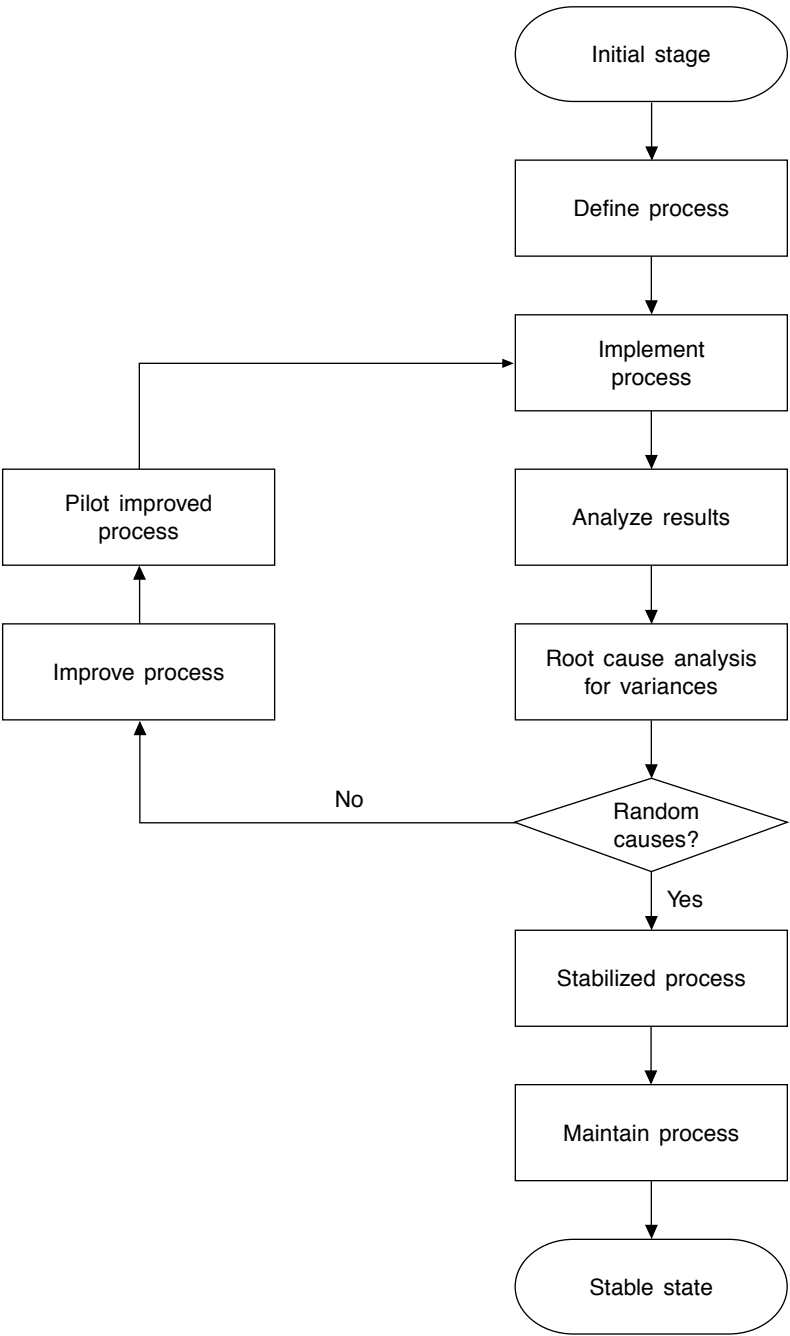 Initial stage
Define process
Implement
process
Analyze results
Root cause analysis
for variances
Random
causes?
No
Yes
Improve process
Pilot improved
process
Stabilized process
Maintain process
Stable state